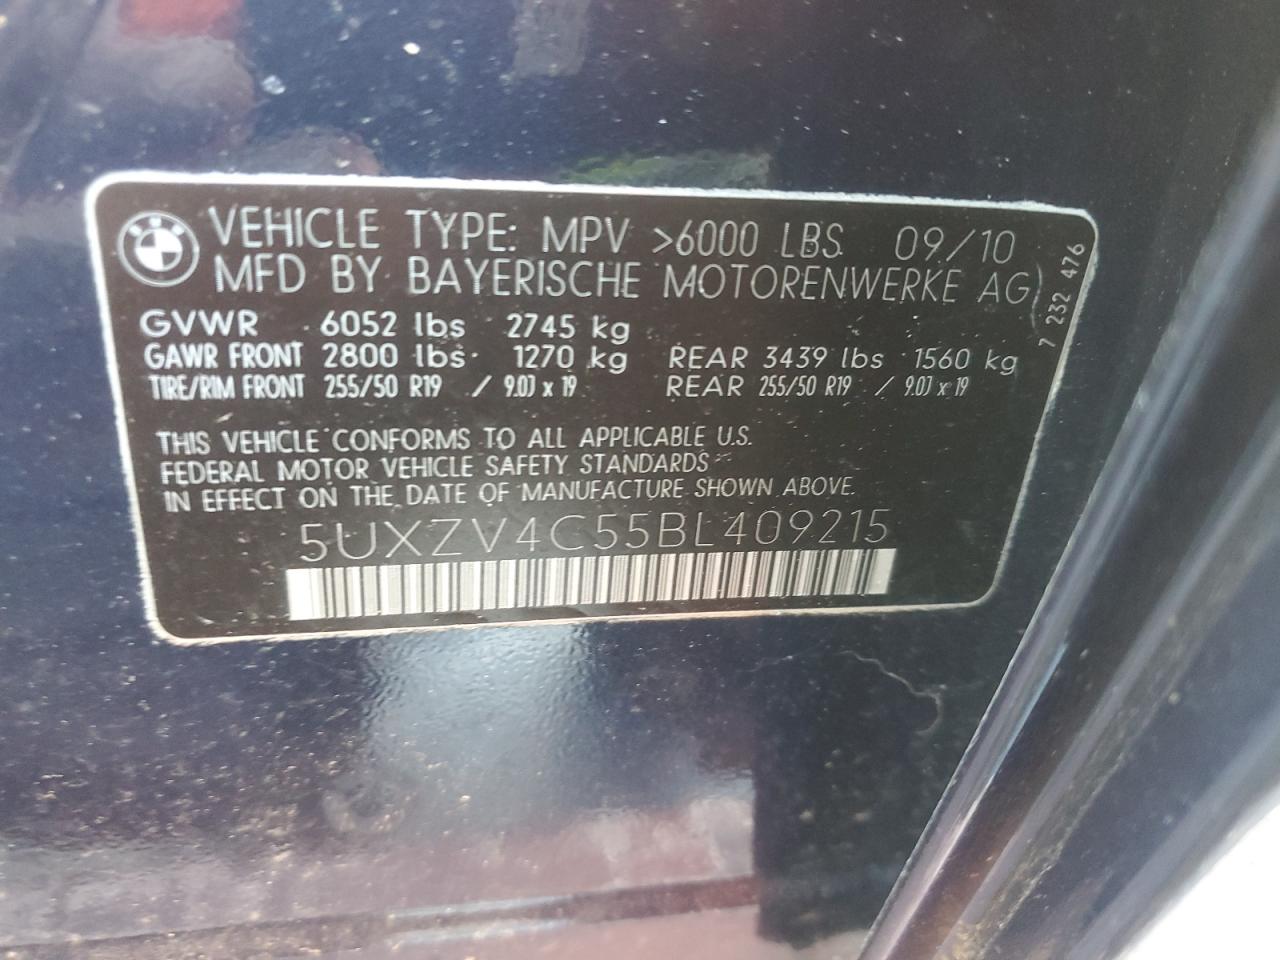 VEHICLE TYPE: MPV >6000 LBS 09/10
MFD BY BAYERISCHE MOTORENWERKE AG
GVWR 6052 lbs 2745 kg
GAWR FRONT 2800 lbs 1270 kg REAR 3439 lbs 1560 kg
TIRE/RIM FRONT 255/50 R19 / 9.0J x 19 REAR 255/50 R19 / 9.0J x 19
7 232 476
THIS VEHICLE CONFORMS TO ALL APPLICABLE U.S.
FEDERAL MOTOR VEHICLE SAFETY STANDARDS
IN EFFECT ON THE DATE OF MANUFACTURE SHOWN ABOVE.
5UXZV4C55BL409215